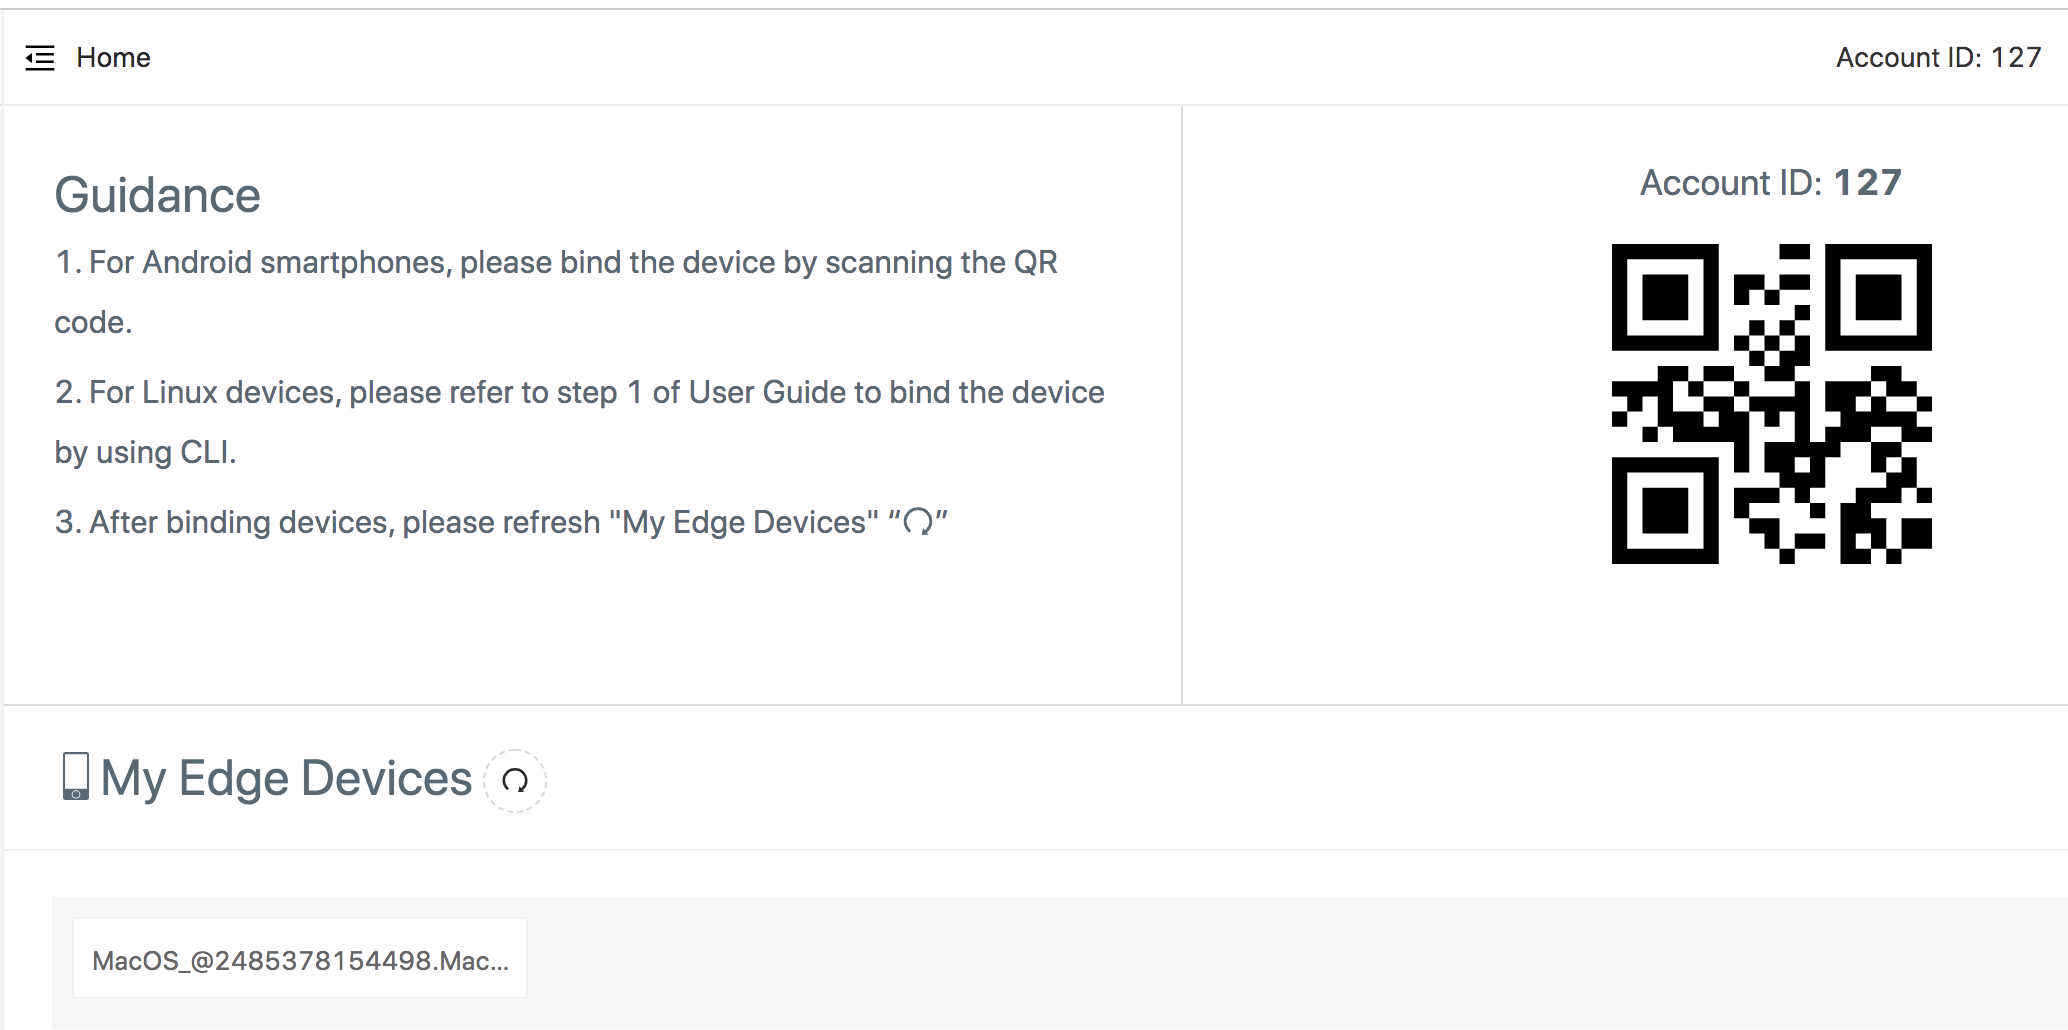 Home
Account ID: 127
Guidance
1. For Android smartphones, please bind the device by scanning the QR
code.
2. For Linux devices, please refer to step 1 of User Guide to bind the device
by using CLI.
3. After binding devices, please refresh "My Edge Devices" “”
Account ID: 127
My Edge Devices
MacOS_@2485378154498.Mac...